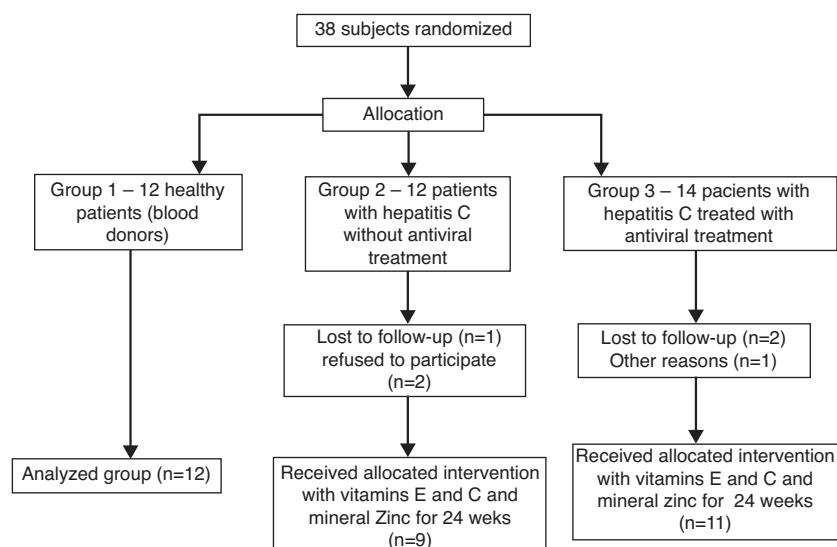 38 subjects randomized
Allocation
Group 1 – 12 healthy
patients (blood
donors)
Group 2 – 12 patients
with hepatitis C
without antiviral
treatment
Group 3 – 14 pacients with
hepatitis C treated with
antiviral treatment
Lost to follow-up (n=1)
refused to participate
(n=2)
Lost to follow-up (n=2)
Other reasons (n=1)
Analyzed group (n=12)
Received allocated intervention
with vitamins E and C and
mineral Zinc for 24 weks
(n=9)
Received allocated intervention
with vitamins E and C and
mineral zinc for 24 weeks
(n=11)